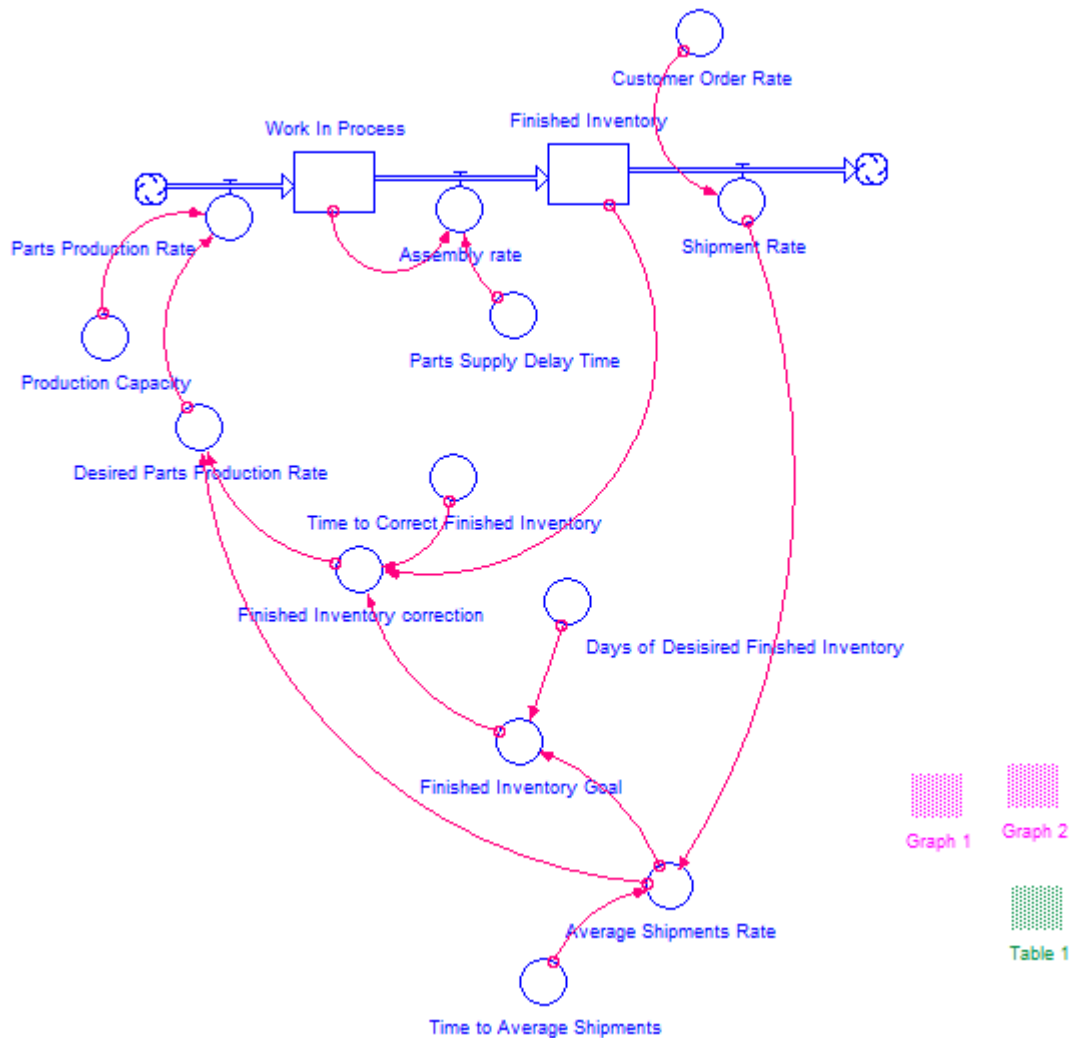 Customer Order Rate
Finished Inventory
Work In Process
Parts Production Rate
Assembly rate
Shipment Rate
Parts Supply Delay Time
Production Capacity
Desired Parts Production Rate
Time to Correct Finished Inventory
Finished Inventory correction
Days of Desisired Finished Inventory
Finished Inventory Goal
Graph 1
Graph 2
Average Shipments Rate
Table 1
Time to Average Shipments